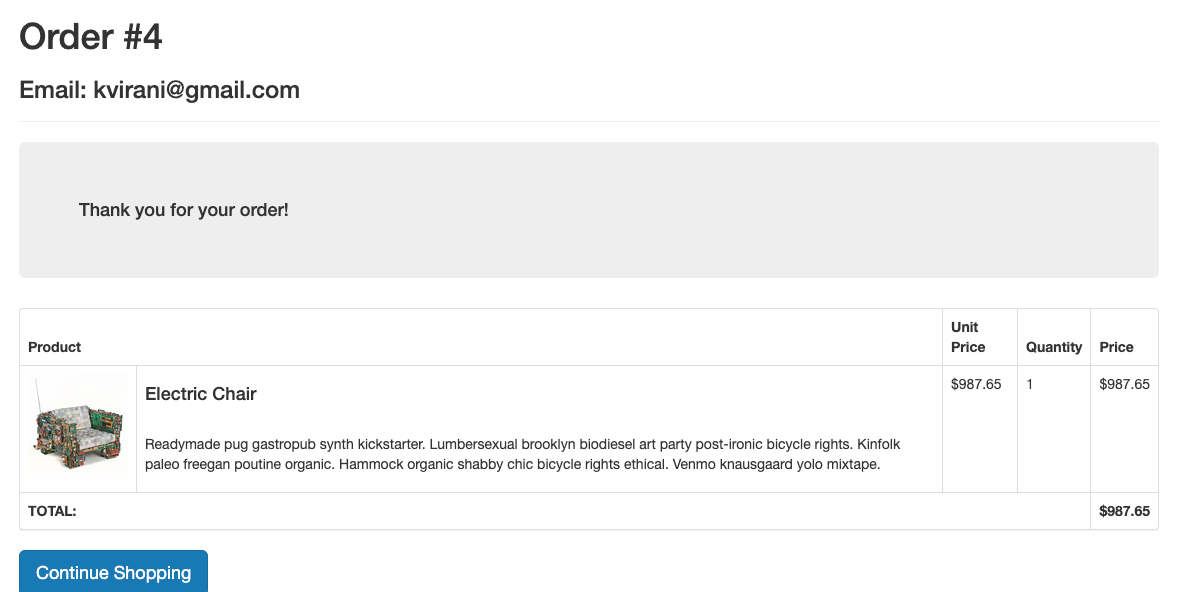 Order #4
Email: kvirani@gmail.com
Thank you for your order!
Product
Unit
Price
Quantity
Price
Electric Chair
Readymade pug gastropub synth kickstarter. Lumbersexual brooklyn biodiesel art party post-ironic bicycle rights. Kinfolk
paleo freegan poutine organic. Hammock organic shabby chic bicycle rights ethical. Venmo knausgaard yolo mixtape.
$987.65
1
$987.65
TOTAL:
$987.65
Continue Shopping